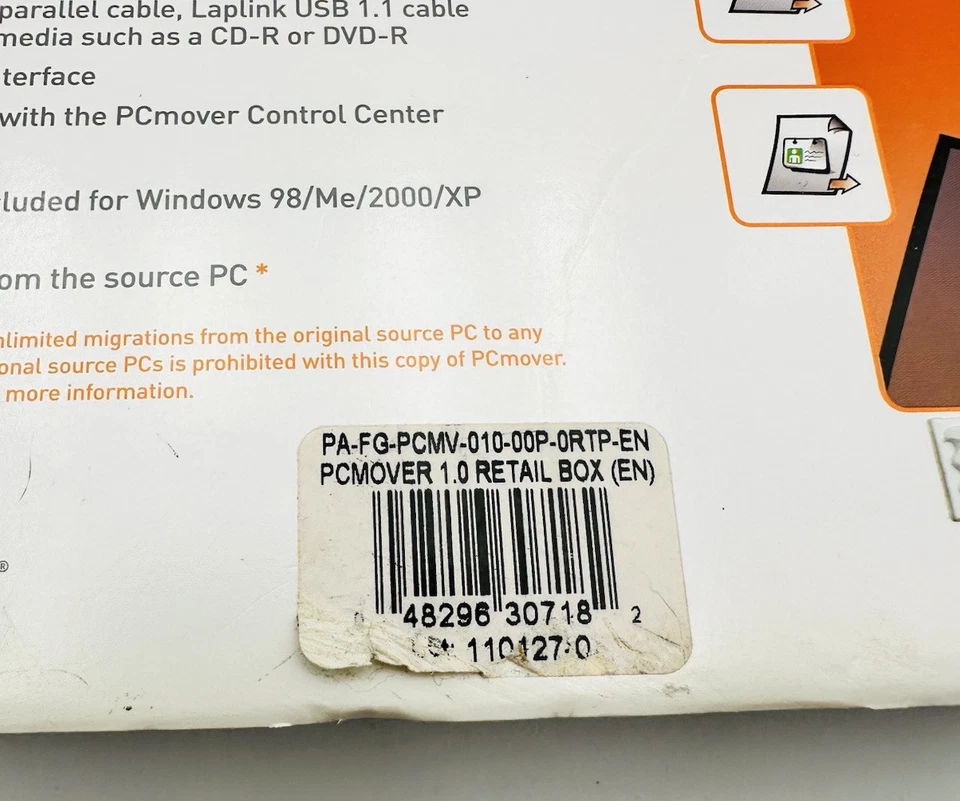 parallel cable, Laplink USB 1.1 cable
media such as a CD-R or DVD-R
terface
with the PCmover Control Center
cluded for Windows 98/Me/2000/XP
om the source PC *
nlimited migrations from the original source PC to any
onal source PCs is prohibited with this copy of PCmover.
more information.
PA-FG-PCMV-010-00P-0RTP-EN
PCMOVER 1.0 RETAIL BOX (EN)
48296 30718 2
110127-0
®